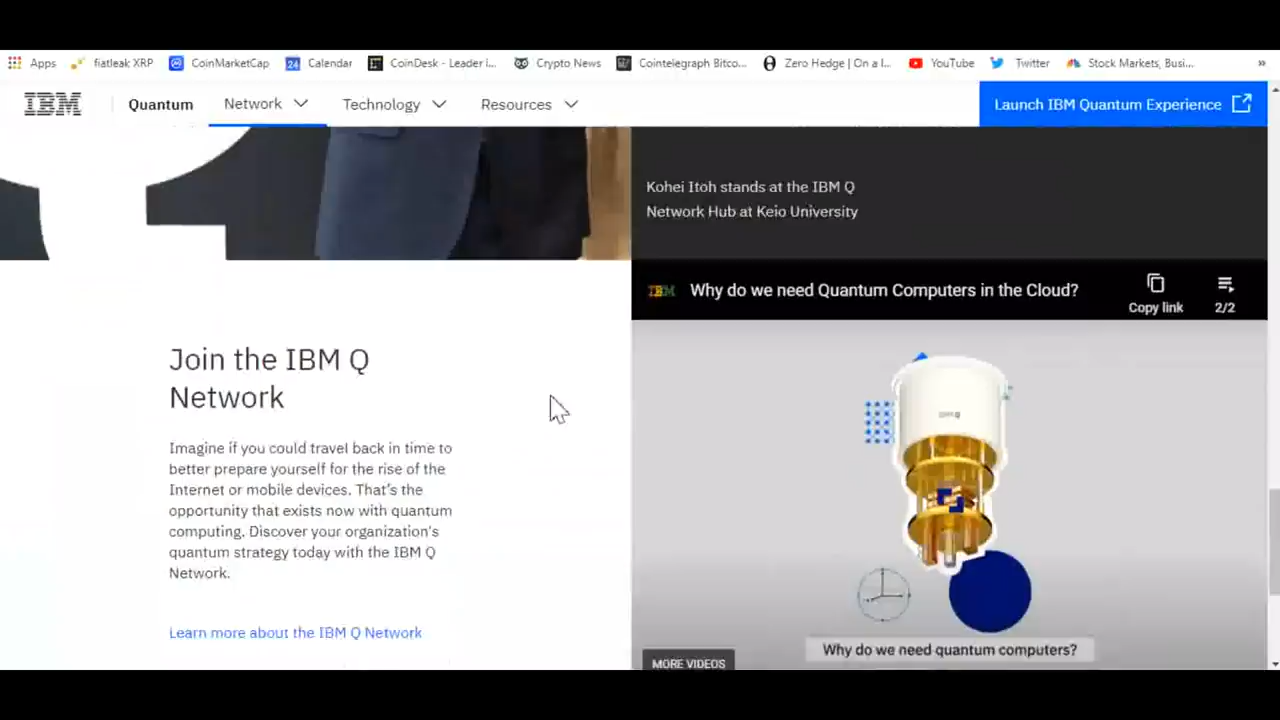 Apps fiatleak XRP CoinMarketCap 24 Calendar CoinDesk - Leader i... Crypto News Cointelegraph Bitco... Zero Hedge | On a l... YouTube Twitter Stock Markets, Busi... »
IBM Quantum Network Technology Resources Launch IBM Quantum Experience
Kohei Itoh stands at the IBM Q
Network Hub at Keio University
IBM Why do we need Quantum Computers in the Cloud? Copy link 2/2
Join the IBM Q
Network
Imagine if you could travel back in time to
better prepare yourself for the rise of the
Internet or mobile devices. That's the
opportunity that exists now with quantum
computing. Discover your organization's
quantum strategy today with the IBM Q
Network.
Learn more about the IBM Q Network
IBM Q
Why do we need quantum computers?
MORE VIDEOS